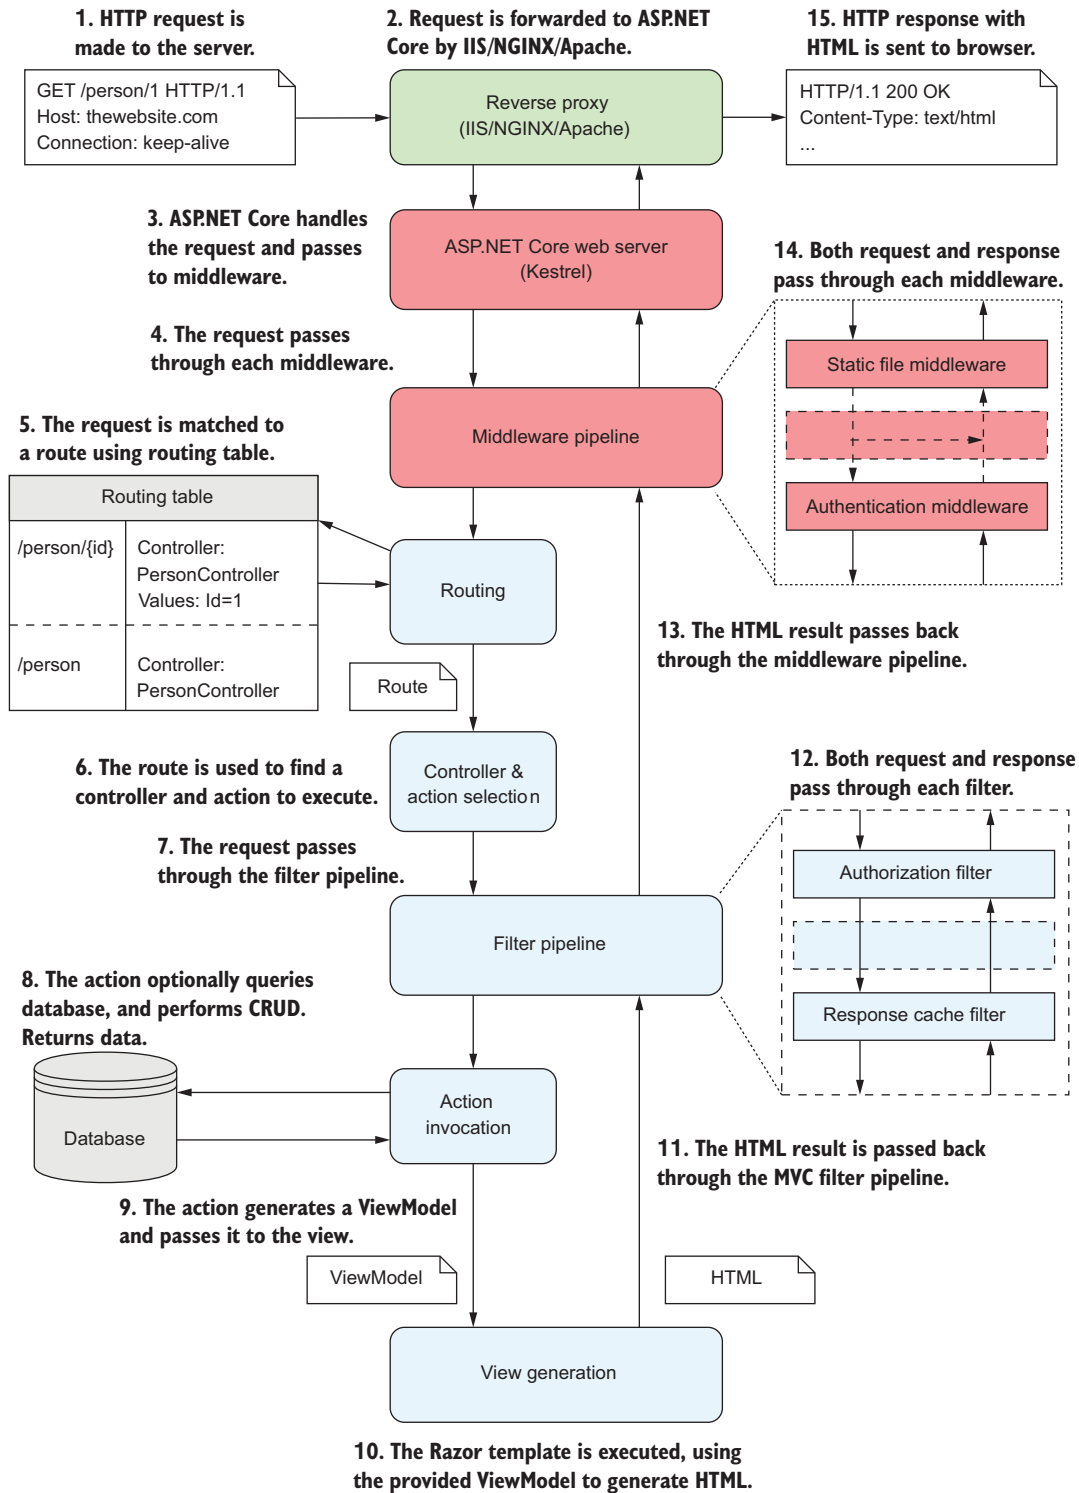 1. HTTP request is
made to the server.
2. Request is forwarded to ASP.NET
Core by IIS/NGINX/Apache.
15. HTTP response with
HTML is sent to browser.
GET /person/1 HTTP/1.1
Host: thewebsite.com
Connection: keep-alive
Reverse proxy
(IIS/NGINX/Apache)
HTTP/1.1 200 OK
Content-Type: text/html
...
3. ASP.NET Core handles
the request and passes
to middleware.
ASP.NET Core web server
(Kestrel)
14. Both request and response
pass through each middleware.
4. The request passes
through each middleware.
Static file middleware
Middleware pipeline
Authentication middleware
5. The request is matched to
a route using routing table.
Routing table
/person/{id}
Controller:
PersonController
Values: Id=1
/person
Controller:
PersonController
Routing
13. The HTML result passes back
through the middleware pipeline.
Route
6. The route is used to find a
controller and action to execute.
Controller &
action selection
12. Both request and response
pass through each filter.
7. The request passes
through the filter pipeline.
Authorization filter
Filter pipeline
Response cache filter
8. The action optionally queries
database, and performs CRUD.
Returns data.
Database
Action
invocation
11. The HTML result is passed back
through the MVC filter pipeline.
9. The action generates a ViewModel
and passes it to the view.
ViewModel
HTML
View generation
10. The Razor template is executed, using
the provided ViewModel to generate HTML.